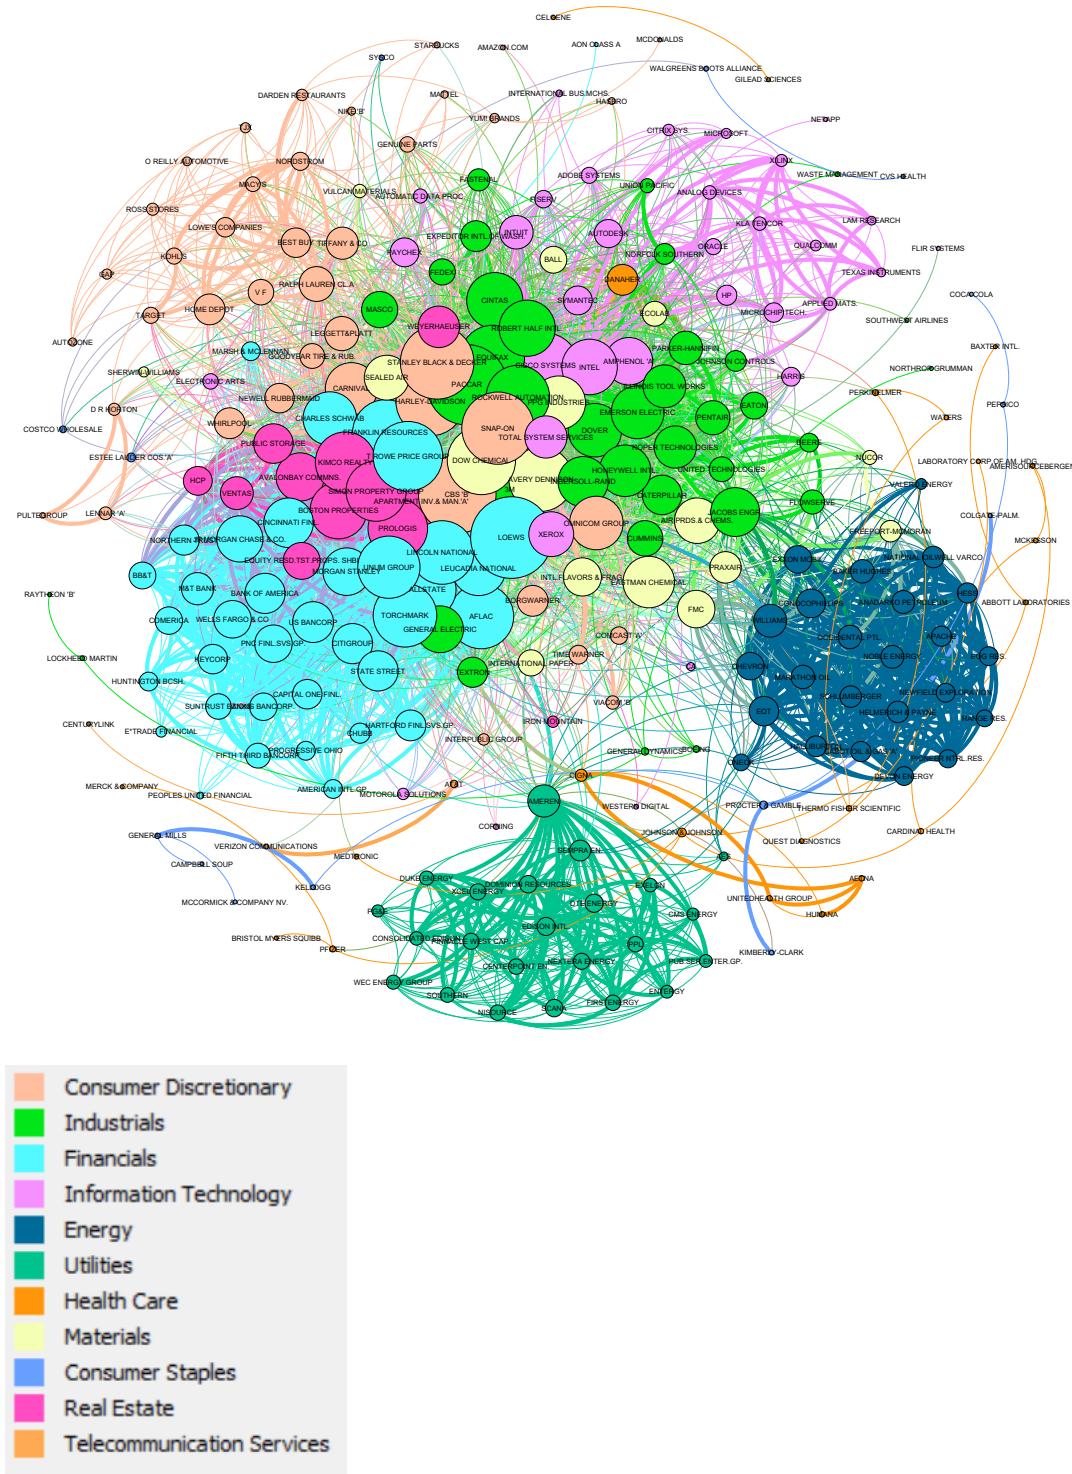 CELGENE
STARBUCKS
AMAZON.COM
AON CLASS A
MCDONALDS
SYSCO
WALGREENS BOOTS ALLIANCE
GILEAD SCIENCES
DARDEN RESTAURANTS
MATTEL
INTERNATIONAL BUS.MCHS.
HASBRO
NIKE 'B'
YUM! BRANDS
NETAPP
TJX
CITRIX SYS.
MICROSOFT
GENUINE PARTS
O REILLY AUTOMOTIVE
NORDSTROM
XILINX
WASTE MANAGEMENT
CVS HEALTH
MACY'S
VULCAN MATERIALS
AUTOMATIC DATA PROC.
FASTENAL
ADOBE SYSTEMS
UNION PACIFIC
ANALOG DEVICES
FISERV
ROSS STORES
LOWE'S COMPANIES
KLA TENCOR
LAM RESEARCH
BEST BUY
TIFFANY & CO
EXPEDITOR INTL.OF WASH.
INTUIT
AUTODESK
ORACLE
QUALCOMM
FLIR SYSTEMS
KOHL'S
PAYCHEX
BALL
NORFOLK SOUTHERN
GAP
FEDEX
DANAHER
TEXAS INSTRUMENTS
RALPH LAUREN CL.A
V F
CINTAS
SYMANTEC
HP
APPLIED MATS.
COCA COLA
HOME DEPOT
MASCO
ECOLAB
MICROCHIP TECH.
TARGET
WEYERHAEUSER
ROBERT HALF INTL.
SOUTHWEST AIRLINES
LEGGETT&PLATT
AUTOZONE
MARSH & MCLENNAN
GOODYEAR TIRE & RUB.
STANLEY BLACK & DECKER
EQUIFAX
CISCO SYSTEMS
AMPHENOL 'A'
INTEL
PARKER-HANNIFIN
JOHNSON CONTROLS
BAXTER INTL.
SHERWIN-WILLIAMS
ELECTRONIC ARTS
SEALED AIR
HARRIS
NORTHROP GRUMMAN
NEWELL RUBBERMAID
CARNIVAL
PACCAR
ILLINOIS TOOL WORKS
PERKINELMER
HARLEY-DAVIDSON
ROCKWELL AUTOMATION
PPG INDUSTRIES
D R HORTON
WHIRLPOOL
CHARLES SCHWAB
EMERSON ELECTRIC
PENTAIR
EATON
PEPSICO
WATERS
COSTCO WHOLESALE
FRANKLIN RESOURCES
SNAP-ON
DOVER
PUBLIC STORAGE
TOTAL SYSTEM SERVICES
ROPER TECHNOLOGIES
DEERE
ESTEE LAUDER COS.'A'
AVALONBAY COMMNS.
KIMCO REALTY
T ROWE PRICE GROUP
DOW CHEMICAL
NUCOR
LABORATORY CORP.OF AM. HDG.
AMERISOURCEBERGEN
HONEYWELL INTL.
UNITED TECHNOLOGIES
HCP
VENTAS
SIMON PROPERTY GROUP
CBS 'B'
AVERY DENNISON
INGERSOLL-RAND
VALERO ENERGY
APARTMENT INV.& MAN.'A'
3M
CATERPILLAR
FLOWSERVE
PULTEGROUP
LENNAR 'A'
CINCINNATI FINL.
BOSTON PROPERTIES
JACOBS ENGR.
COLGATE-PALM.
PROLOGIS
OMNICOM GROUP
AIR PRDS.& CHEMS.
FREEPORT-MCMORAN
NORTHERN TRUST
JP MORGAN CHASE & CO.
LOEWS
XEROX
CUMMINS
MCKESSON
EQUITY RESD.TST.PROPS. SHBI
LINCOLN NATIONAL
EXXON MOBIL
NATIONAL OILWELL VARCO
BB&T
MORGAN STANLEY
UNUM GROUP
LEUCADIA NATIONAL
PRAXAIR
BAKER HUGHES
M&T BANK
BANK OF AMERICA
ALLSTATE
INTL.FLAVORS & FRAG.
EASTMAN CHEMICAL
HESS
RAYTHEON 'B'
BORGWARNER
CONOCOPHILLIPS
ANADARKO PETROLEUM
ABBOTT LABORATORIES
COMERICA
WELLS FARGO & CO
US BANCORP
TORCHMARK
AFLAC
FMC
WILLIAMS
GENERAL ELECTRIC
COMCAST 'A'
OCCIDENTAL PTL.
APACHE
PNC FINL.SVS.GP.
CITIGROUP
TIME WARNER
NOBLE ENERGY
EOG RES.
LOCKHEED MARTIN
KEYCORP
STATE STREET
TEXTRON
INTERNATIONAL PAPER
CA
CHEVRON
MARATHON OIL
HUNTINGTON BCSH.
CAPITAL ONE FINL.
VIACOM 'B'
SCHLUMBERGER
NEWFIELD EXPLORATION
SUNTRUST BANKS
EQT
HELMERICH & PAYNE
RANGE RES.
CENTURYLINK
E*TRADE FINANCIAL
CHUBB
HARTFORD FINL.SVS.GP.
IRON MOUNTAIN
INTERPUBLIC GROUP
GENERAL DYNAMICS
BOEING
HALLIBURTON
CABOT OIL & GAS 'A'
PIONEER NTRL.RES.
FIFTH THIRD BANCORP
PROGRESSIVE OHIO
ONEOK
CIGNA
DEVON ENERGY
MERCK & COMPANY
AMERICAN INTL.GP.
AT&T
MOTOROLA SOLUTIONS
PEOPLES UNITED FINANCIAL
AMEREN
WESTERN DIGITAL
PROCTER & GAMBLE
THERMO FISHER SCIENTIFIC
CORNING
GENERAL MILLS
VERIZON COMMUNICATIONS
JOHNSON & JOHNSON
QUEST DIAGNOSTICS
CARDINAL HEALTH
CAMPBELL SOUP
MEDTRONIC
SEMPRA EN.
AES
KELLOGG
DUKE ENERGY
XCEL ENERGY
DOMINION RESOURCES
EXELON
AETNA
MCCORMICK & COMPANY NV.
DTE ENERGY
UNITEDHEALTH GROUP
PG&E
CMS ENERGY
HUMANA
EDISON INTL.
BRISTOL MYERS SQUIBB
CONSOLIDATED EDISON
PINNACLE WEST CAP.
PPL
PFIZER
KIMBERLY-CLARK
CENTERPOINT EN.
NEXTERA ENERGY
PUB.SER.ENTER.GP.
WEC ENERGY GROUP
SOUTHERN
ENTERGY
NISOURCE
SCANA
FIRSTENERGY
Consumer Discretionary
Industrials
Financials
Information Technology
Energy
Utilities
Health Care
Materials
Consumer Staples
Real Estate
Telecommunication Services